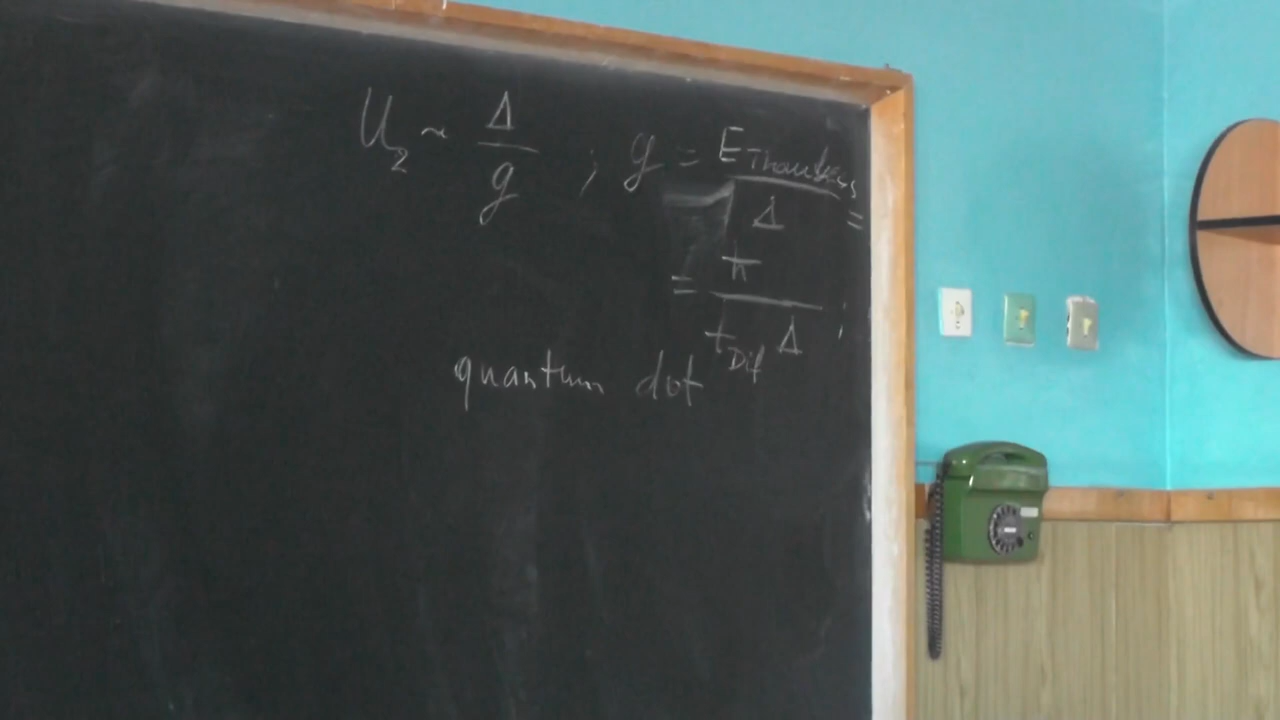 U₂ ~ Δ/g ; g = E_Thouless/Δ =
= ħ/(t_Dif Δ) ;
quantum dot